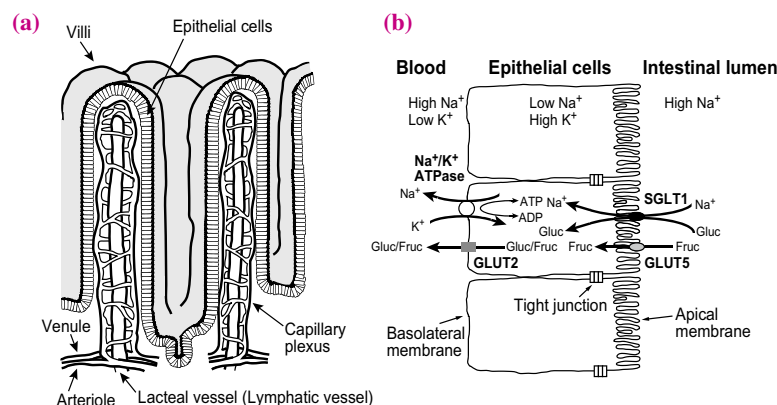 (a)
Villi
Epithelial cells
Venule
Arteriole
Capillary
plexus
Lacteal vessel (Lymphatic vessel)
(b)
Blood Epithelial cells Intestinal lumen
High Na⁺ Low Na⁺ High Na⁺
Low K⁺ High K⁺
Na⁺/K⁺
ATPase
SGLT1
Na⁺ ATP Na⁺ Na⁺
K⁺ ADP Gluc Gluc
Gluc/Fruc Gluc/Fruc Fruc Fruc
GLUT2 GLUT5
Tight junction
Basolateral
membrane
Apical
membrane